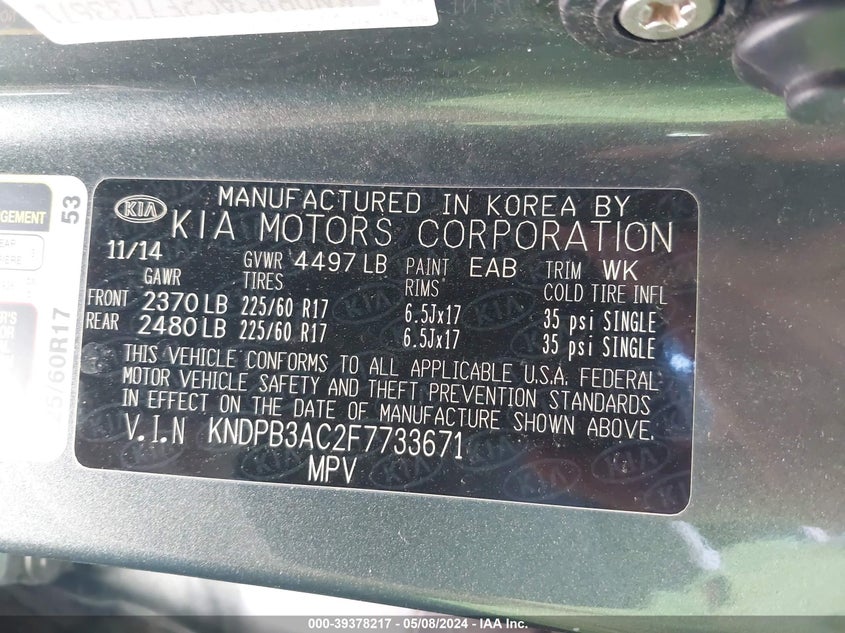 KIA
MANUFACTURED IN KOREA BY
KIA MOTORS CORPORATION
11/14 GVWR 4497 LB PAINT EAB TRIM WK
GAWR TIRES RIMS COLD TIRE INFL
FRONT 2370 LB 225/60 R17 6.5Jx17 35 psi SINGLE
REAR 2480 LB 225/60 R17 6.5Jx17 35 psi SINGLE
THIS VEHICLE CONFORMS TO ALL APPLICABLE U.S.A. FEDERAL
MOTOR VEHICLE SAFETY AND THEFT PREVENTION STANDARDS
IN EFFECT ON THE DATE OF MANUFACTURE SHOWN ABOVE.
V.I.N KNDPB3AC2F7733671
MPV
53
000-39378217 - 05/08/2024 - IAA Inc.